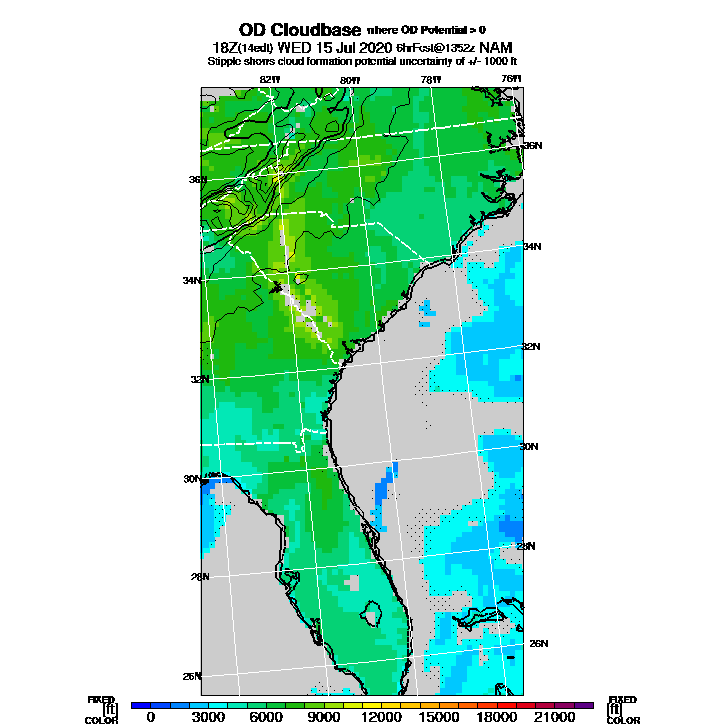 OD Cloudbase where OD Potential > 0
18Z(14edt) WED 15 Jul 2020 6hrFcst@1352z NAM
Stipple shows cloud formation potential uncertainty of +/- 1000 ft
82W 80W 78W 76W
36N
36N
34N
34N
32N
32N
30N
30N
28N
28N
26N
26N
FIXED [ft] COLOR
0 3000 6000 9000 12000 15000 18000 21000
FIXED [ft] COLOR